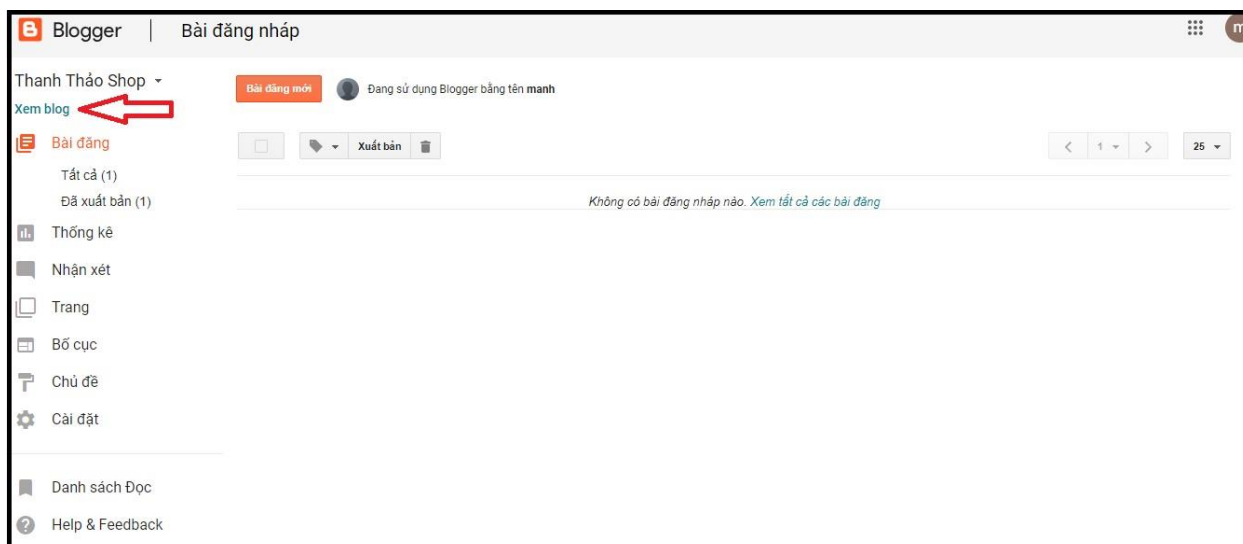 Blogger | Bài đăng nháp
m
Thanh Thảo Shop
Xem blog
Bài đăng mới
Đang sử dụng Blogger bằng tên manh
Bài đăng
Xuất bản
1
25
Tất cả (1)
Đã xuất bản (1)
Không có bài đăng nháp nào. Xem tất cả các bài đăng
Thống kê
Nhận xét
Trang
Bố cục
Chủ đề
Cài đặt
Danh sách Đọc
Help & Feedback